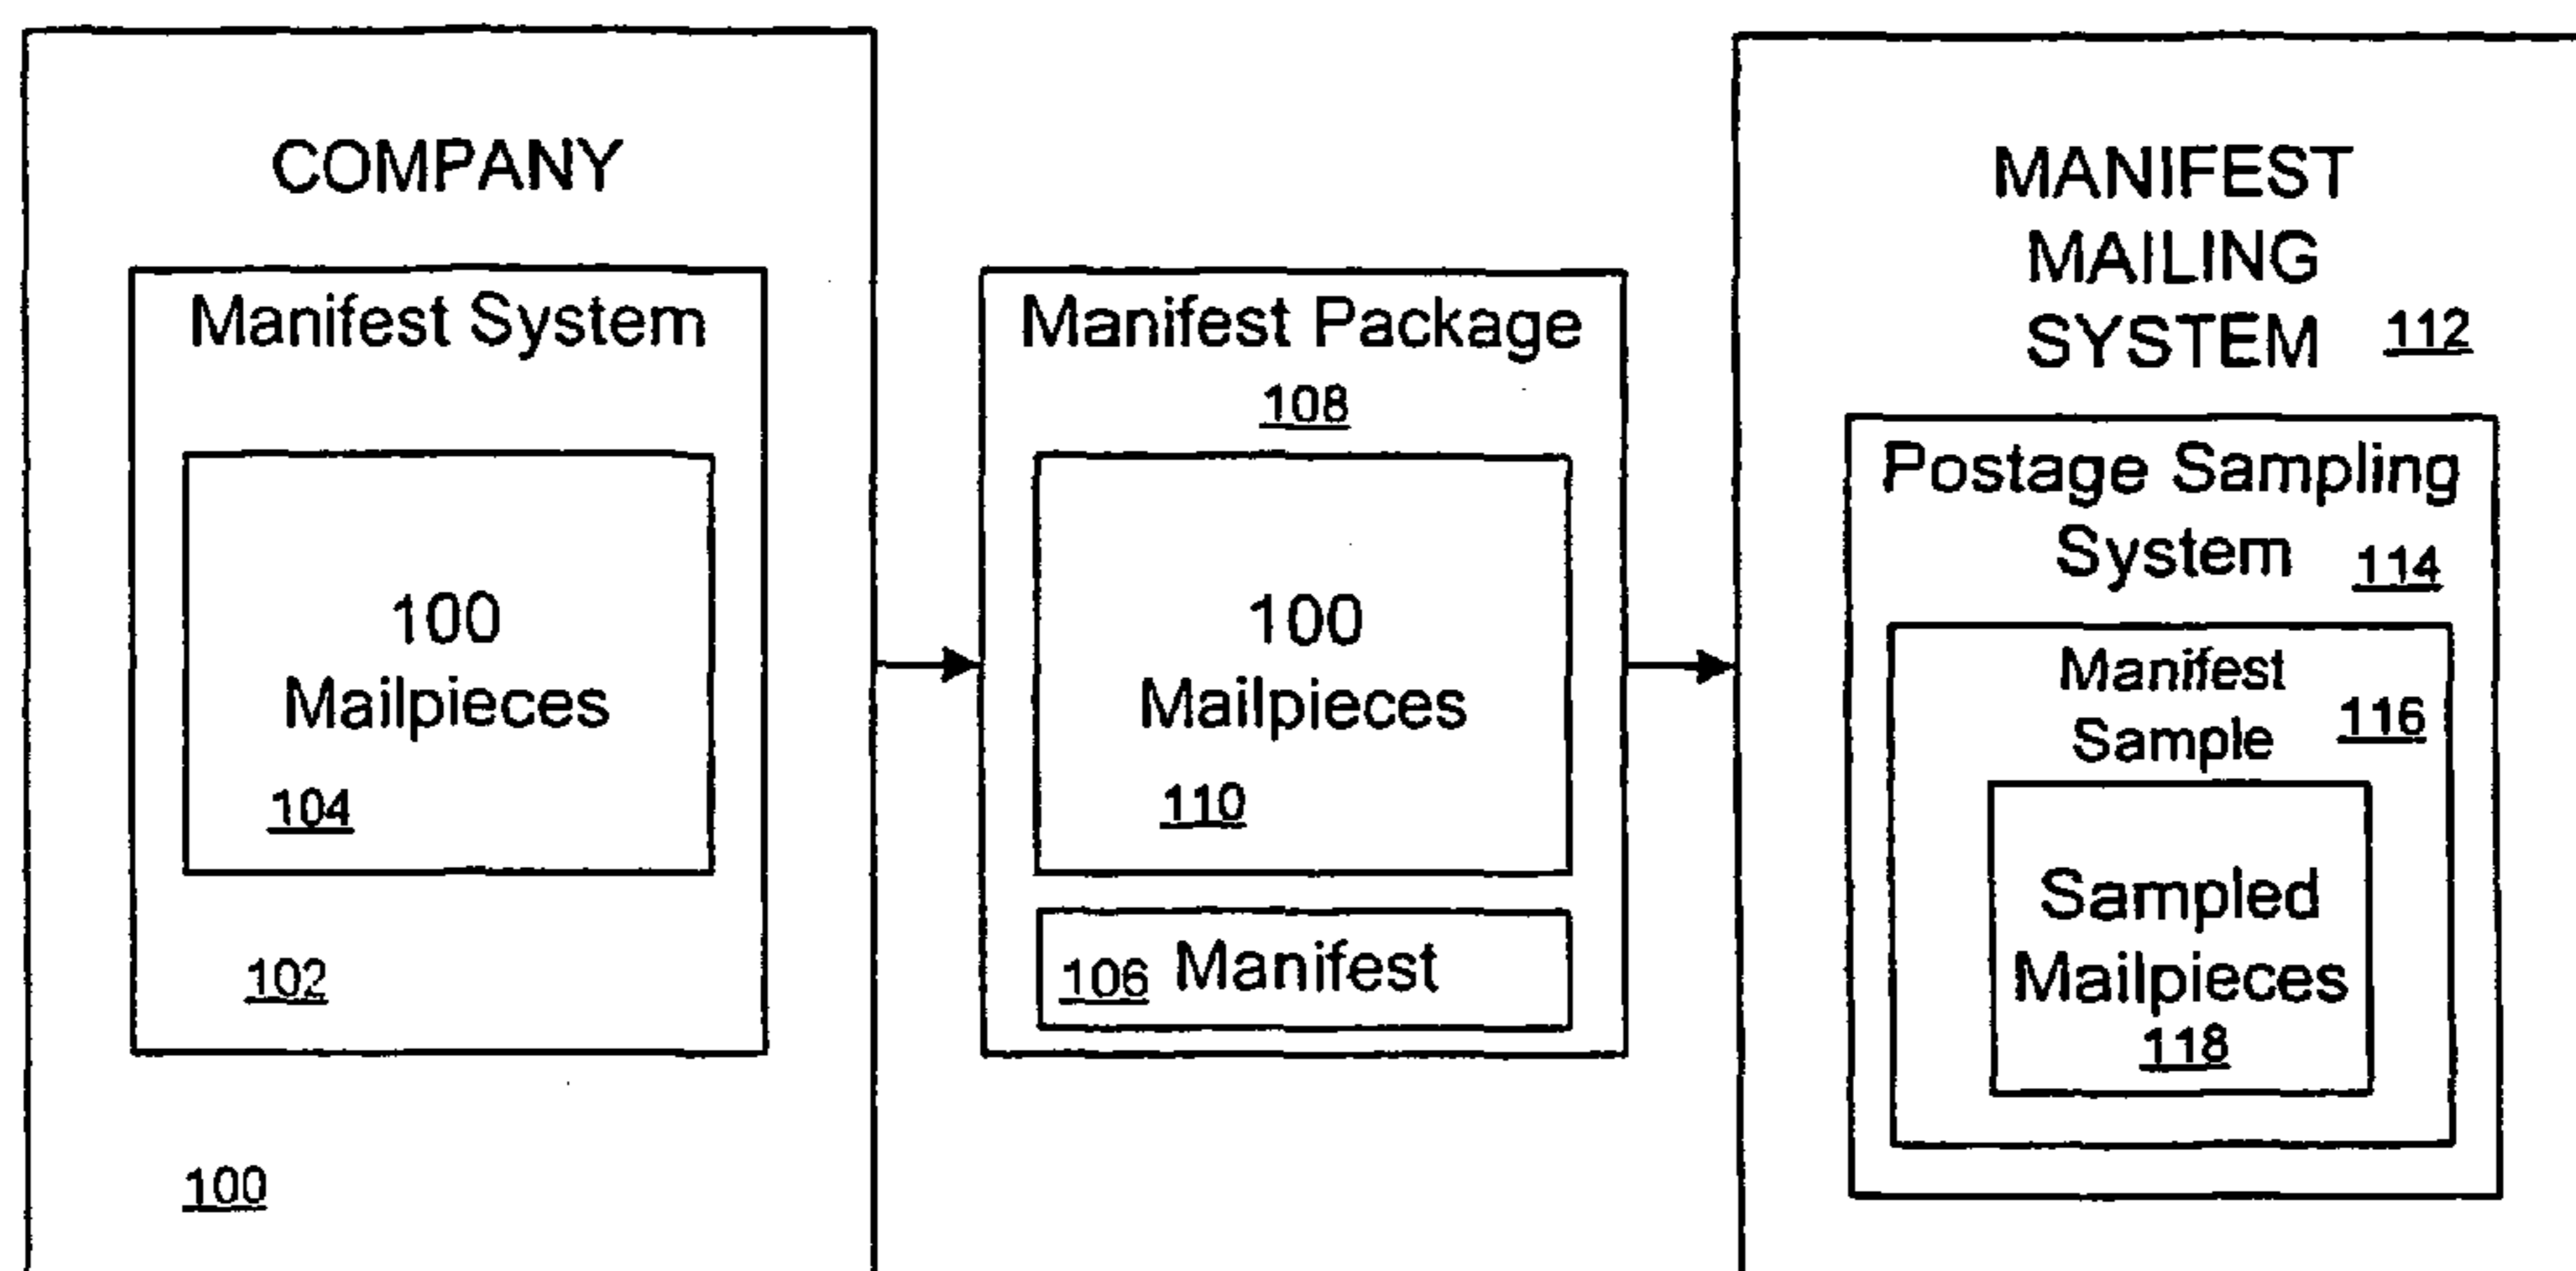 COMPANY
Manifest System
100
Mailpieces
104
102
100
Manifest Package
108
100
Mailpieces
110
106 Manifest
MANIFEST
MAILING
SYSTEM 112
Postage Sampling
System 114
Manifest
Sample 116
Sampled
Mailpieces
118